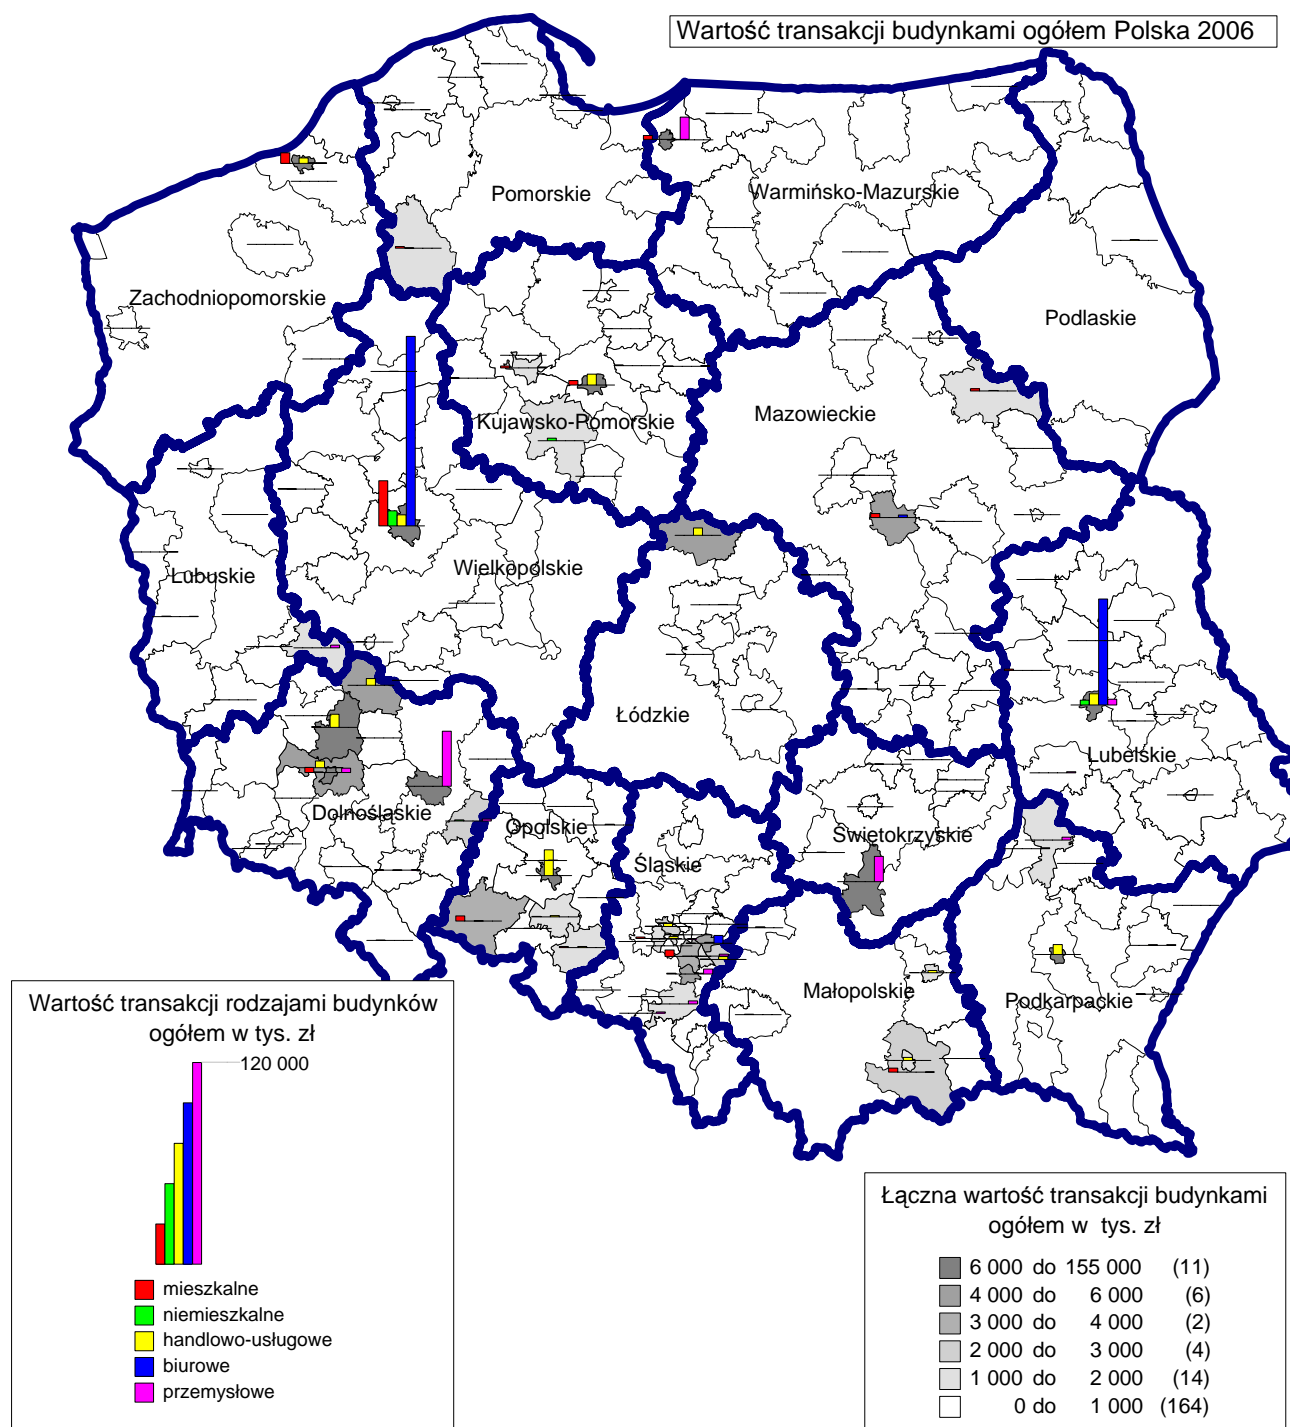 Wartość transakcji budynkami ogółem Polska 2006
Pomorskie
Warmińsko-Mazurskie
Zachodniopomorskie
Podlaskie
Kujawsko-Pomorskie
Mazowieckie
Lubuskie
Wielkopolskie
Łódzkie
Lubelskie
Dolnośląskie
Opolskie
Śląskie
Świętokrzyskie
Małopolskie
Podkarpackie
Wartość transakcji rodzajami budynków
ogółem w tys. zł
120 000
mieszkalne
niemieszkalne
handlowo-usługowe
biurowe
przemysłowe
Łączna wartość transakcji budynkami
ogółem w tys. zł
6 000 do 155 000 (11)
4 000 do 6 000 (6)
3 000 do 4 000 (2)
2 000 do 3 000 (4)
1 000 do 2 000 (14)
0 do 1 000 (164)